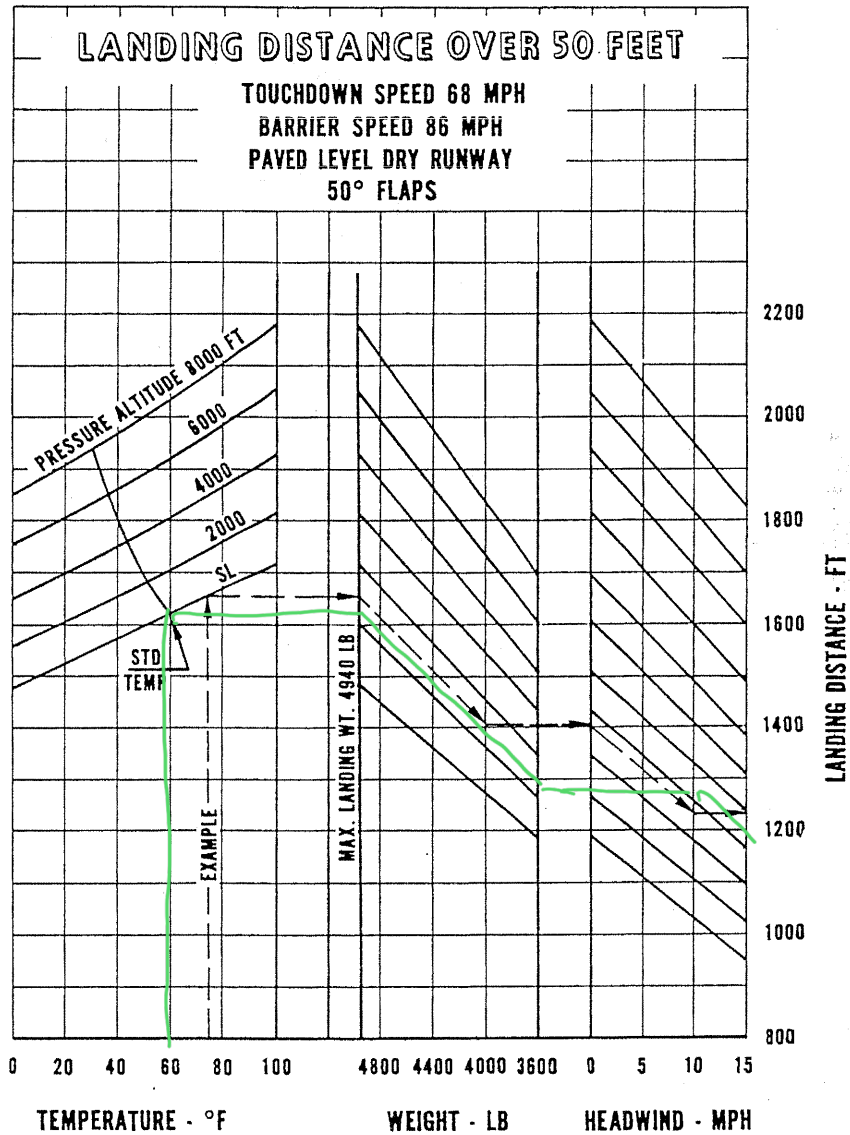 LANDING DISTANCE OVER 50 FEET
TOUCHDOWN SPEED 68 MPH
BARRIER SPEED 86 MPH
PAVED LEVEL DRY RUNWAY
50° FLAPS
PRESSURE ALTITUDE 8000 FT
6000
4000
2000
SL
STD
TEMP
EXAMPLE
MAX. LANDING WT. 4940 LB
2200
2000
1800
1600
1400
1200
1000
800
LANDING DISTANCE - FT
0 20 40 60 80 100 4800 4400 4000 3600 0 5 10 15
TEMPERATURE - °F WEIGHT - LB HEADWIND - MPH